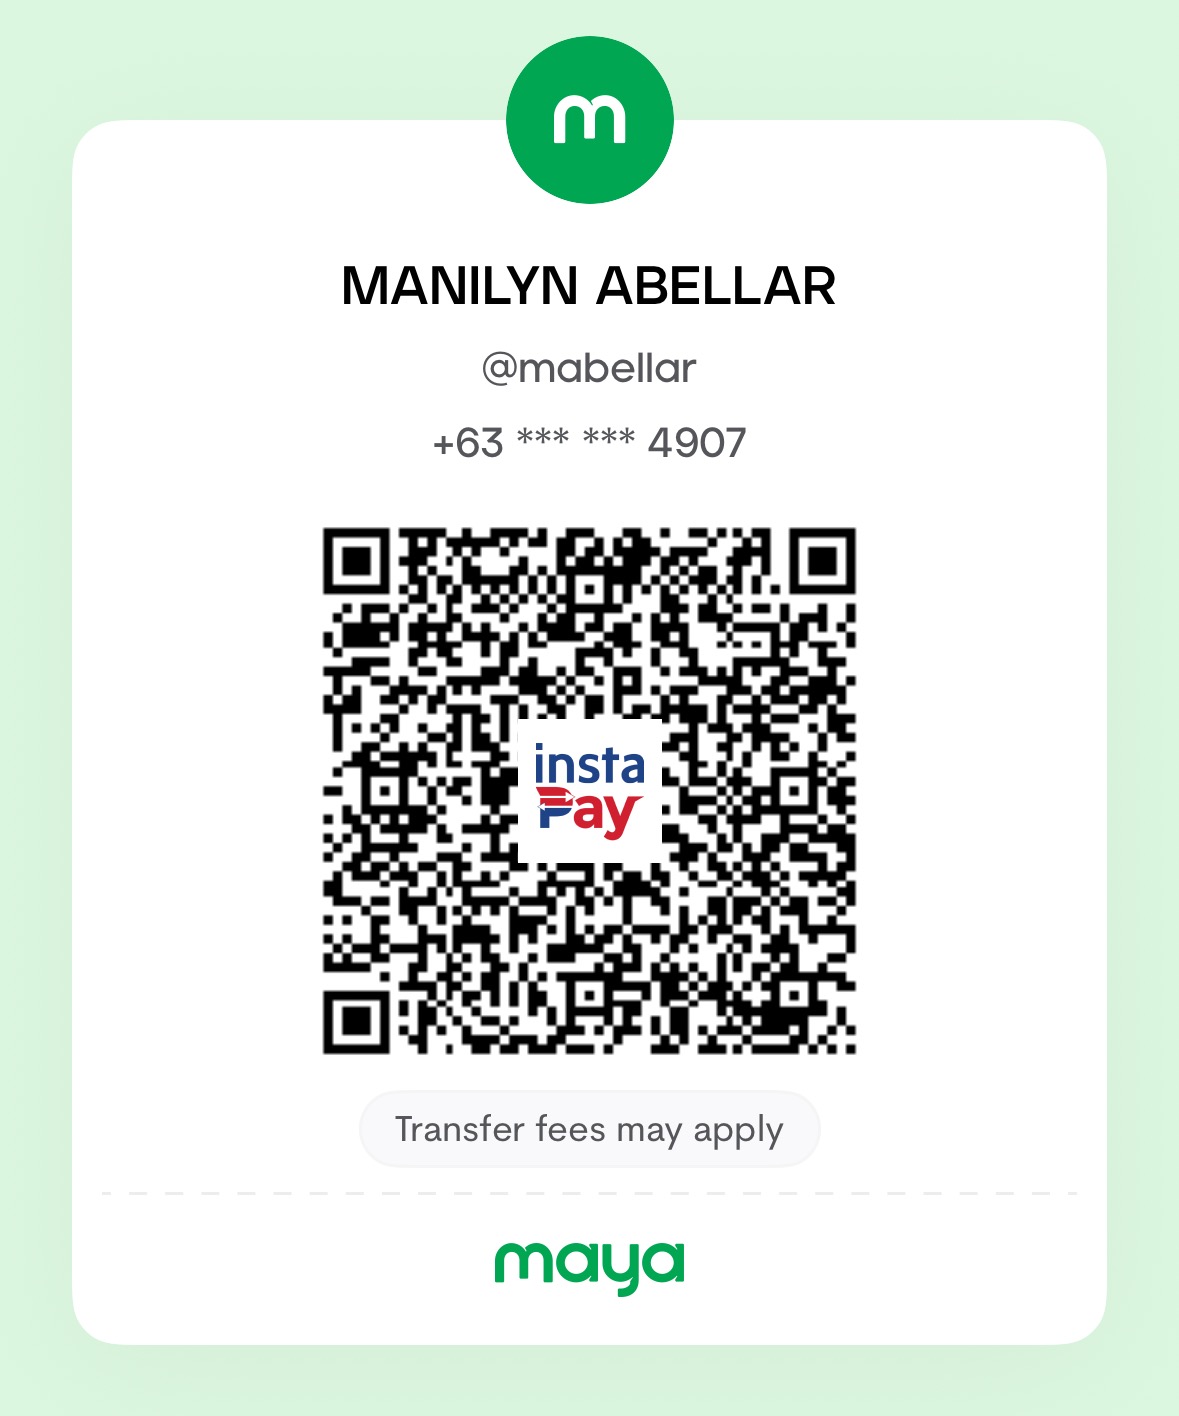 m
MANILYN ABELLAR
@mabellar
+63 *** *** 4907
insta
Pay
Transfer fees may apply
maya